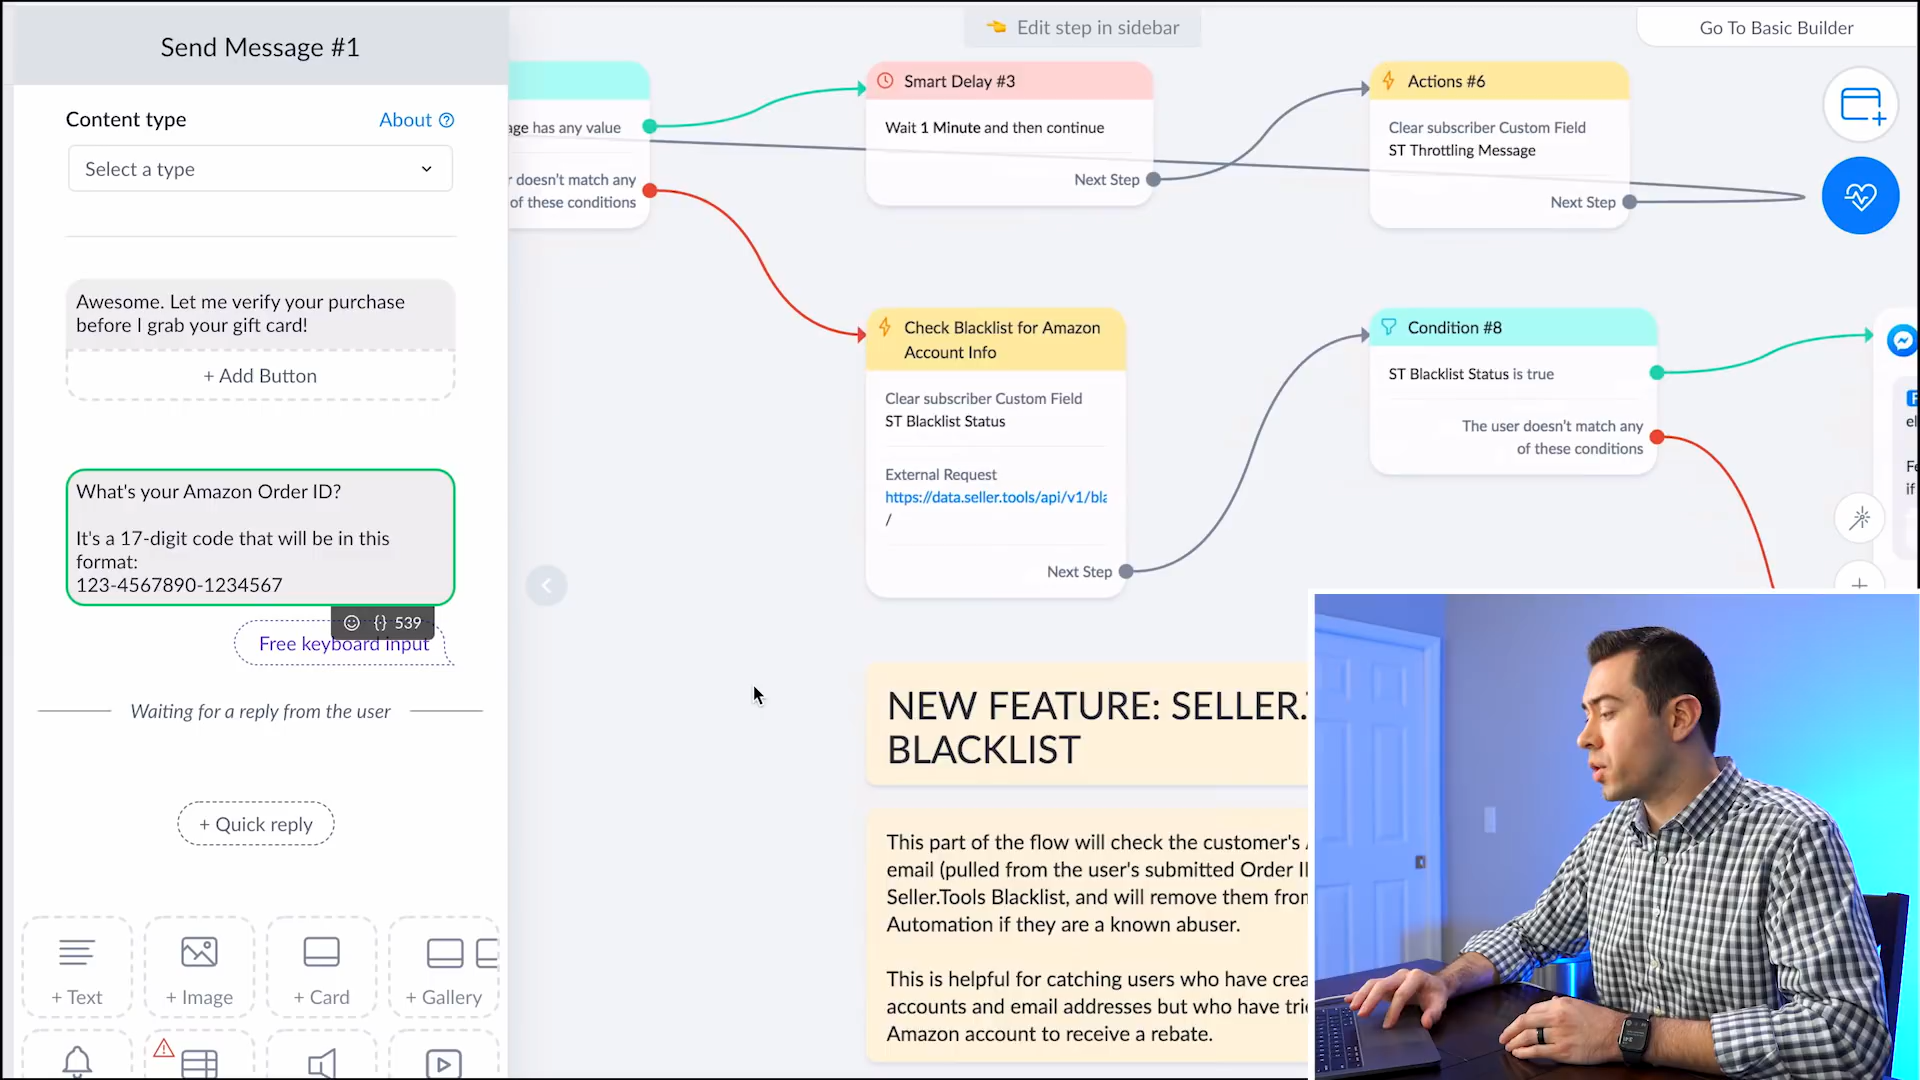 Send Message #1
Content type
About
Select a type
Awesome. Let me verify your purchase
before I grab your gift card!
+ Add Button
What's your Amazon Order ID?
It's a 17-digit code that will be in this
format:
123-4567890-1234567
539
Free keyboard input
Waiting for a reply from the user
+ Quick reply
+ Text
+ Image
+ Card
+ Gallery
Edit step in sidebar
Go To Basic Builder
has any value
doesn't match any
of these conditions
Smart Delay #3
Wait 1 Minute and then continue
Next Step
Actions #6
Clear subscriber Custom Field
ST Throttling Message
Next Step
Check Blacklist for Amazon
Account Info
Clear subscriber Custom Field
ST Blacklist Status
External Request
https://data.seller.tools/api/v1/bla
/
Next Step
Condition #8
ST Blacklist Status is true
The user doesn't match any
of these conditions
NEW FEATURE: SELLER.
BLACKLIST
This part of the flow will check the customer's
email (pulled from the user's submitted Order
Seller.Tools Blacklist, and will remove them
Automation if they are a known abuser.
This is helpful for catching users who have
accounts and email addresses but who have
Amazon account to receive a rebate.